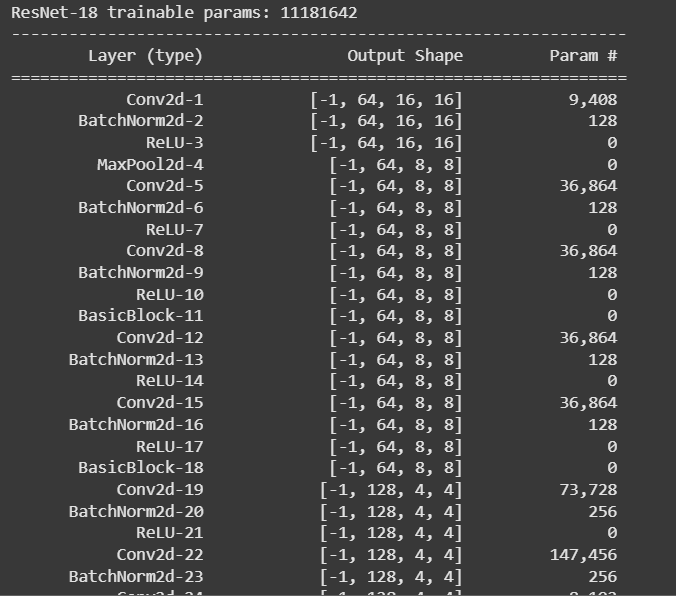 ResNet-18 trainable params: 11181642
----------------------------------------------------------------
Layer (type) Output Shape Param #
================================================================
Conv2d-1 [-1, 64, 16, 16] 9,408
BatchNorm2d-2 [-1, 64, 16, 16] 128
ReLU-3 [-1, 64, 16, 16] 0
MaxPool2d-4 [-1, 64, 8, 8] 0
Conv2d-5 [-1, 64, 8, 8] 36,864
BatchNorm2d-6 [-1, 64, 8, 8] 128
ReLU-7 [-1, 64, 8, 8] 0
Conv2d-8 [-1, 64, 8, 8] 36,864
BatchNorm2d-9 [-1, 64, 8, 8] 128
ReLU-10 [-1, 64, 8, 8] 0
BasicBlock-11 [-1, 64, 8, 8] 0
Conv2d-12 [-1, 64, 8, 8] 36,864
BatchNorm2d-13 [-1, 64, 8, 8] 128
ReLU-14 [-1, 64, 8, 8] 0
Conv2d-15 [-1, 64, 8, 8] 36,864
BatchNorm2d-16 [-1, 64, 8, 8] 128
ReLU-17 [-1, 64, 8, 8] 0
BasicBlock-18 [-1, 64, 8, 8] 0
Conv2d-19 [-1, 128, 4, 4] 73,728
BatchNorm2d-20 [-1, 128, 4, 4] 256
ReLU-21 [-1, 128, 4, 4] 0
Conv2d-22 [-1, 128, 4, 4] 147,456
BatchNorm2d-23 [-1, 128, 4, 4] 256